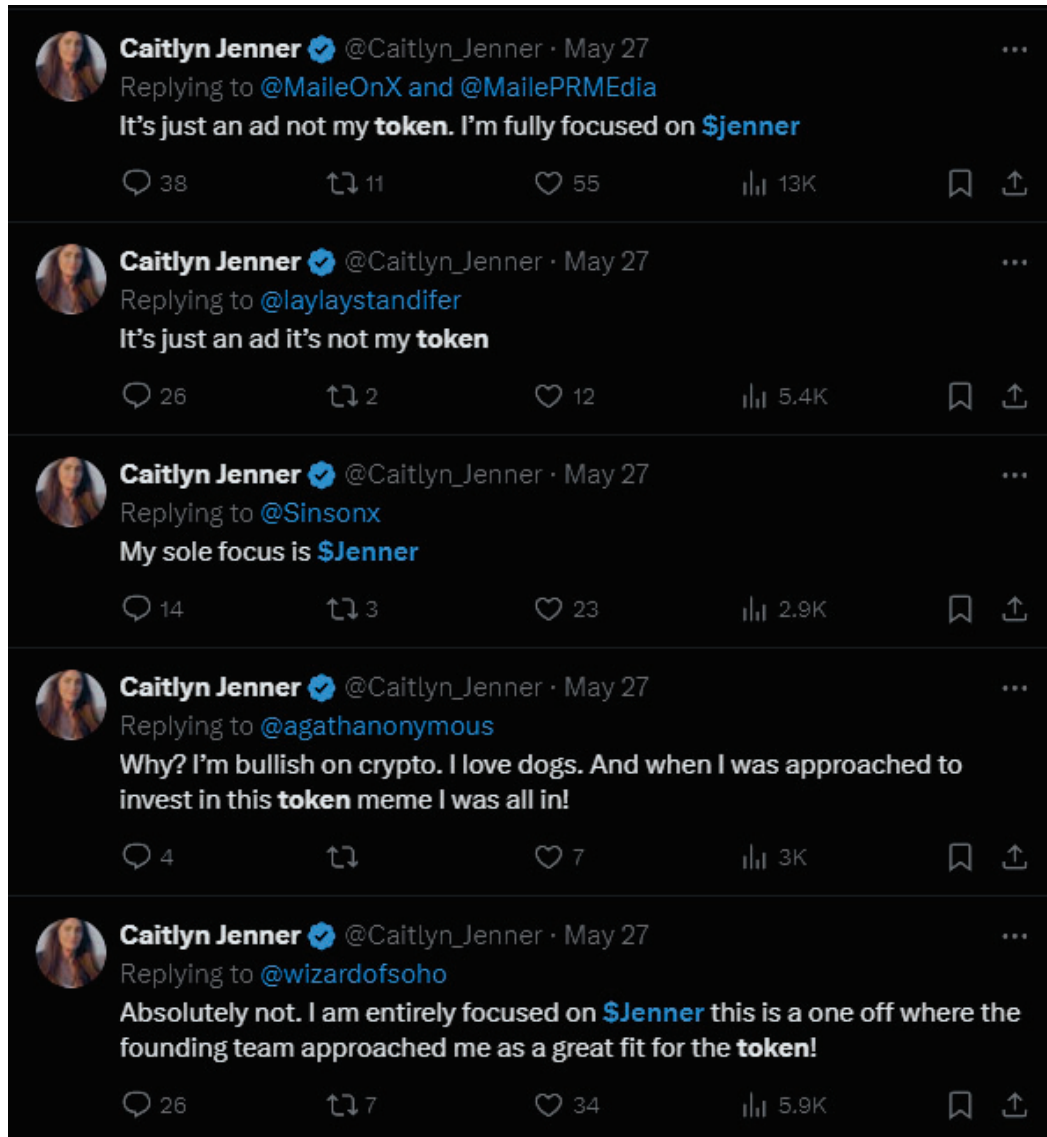 Caitlyn Jenner @Caitlyn_Jenner · May 27
Replying to @MaileOnX and @MailePRMEdia
It's just an ad not my token. I'm fully focused on $jenner
38 11 55 13K
Caitlyn Jenner @Caitlyn_Jenner · May 27
Replying to @laylaystandifer
It's just an ad it's not my token
26 2 12 5.4K
Caitlyn Jenner @Caitlyn_Jenner · May 27
Replying to @Sinsonx
My sole focus is $Jenner
14 3 23 2.9K
Caitlyn Jenner @Caitlyn_Jenner · May 27
Replying to @agathanonymous
Why? I'm bullish on crypto. I love dogs. And when I was approached to
invest in this token meme I was all in!
4 7 3K
Caitlyn Jenner @Caitlyn_Jenner · May 27
Replying to @wizardofsoho
Absolutely not. I am entirely focused on $Jenner this is a one off where the
founding team approached me as a great fit for the token!
26 7 34 5.9K